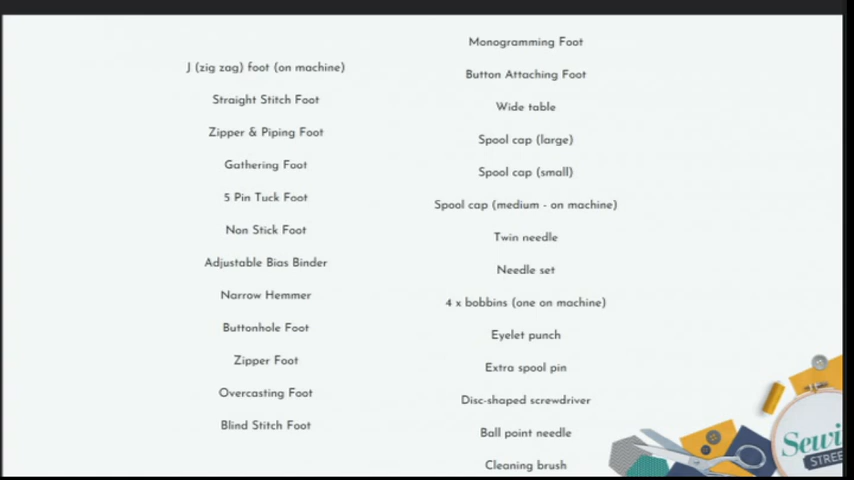 J (zig zag) foot (on machine)
Straight Stitch Foot
Zipper & Piping Foot
Gathering Foot
5 Pin Tuck Foot
Non Stick Foot
Adjustable Bias Binder
Narrow Hemmer
Buttonhole Foot
Zipper Foot
Overcasting Foot
Blind Stitch Foot
Monogramming Foot
Button Attaching Foot
Wide table
Spool cap (large)
Spool cap (small)
Spool cap (medium - on machine)
Twin needle
Needle set
4 x bobbins (one on machine)
Eyelet punch
Extra spool pin
Disc-shaped screwdriver
Ball point needle
Cleaning brush
Sewi
STREE